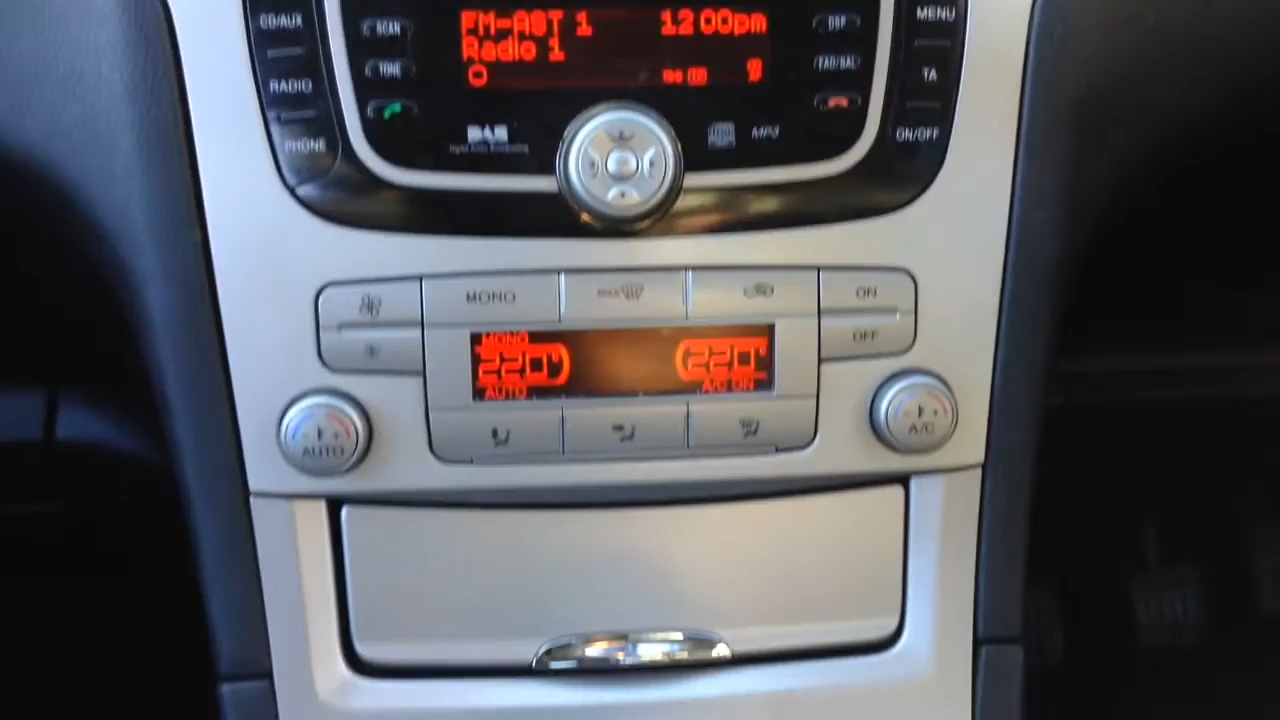 CD/AUX
SCAN
FM-AST 1 12 00pm
DSP
MENU
RADIO
TONE
Radio 1
FAD/BAL
TA
PHONE
DAB
MP3
ON/OFF
MONO
MAX
ON
OFF
MONO
22.0° 22.0°
AUTO A/C ON
AUTO
A/C